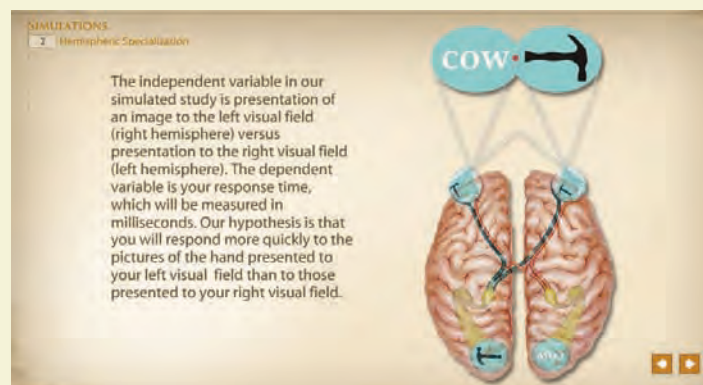 SIMULATIONS
2 Hemispheric Specialization
The independent variable in our
simulated study is presentation of
an image to the left visual field
(right hemisphere) versus
presentation to the right visual field
(left hemisphere). The dependent
variable is your response time,
which will be measured in
milliseconds. Our hypothesis is that
you will respond more quickly to the
pictures of the hand presented to
your left visual field than to those
presented to your right visual field.
COW